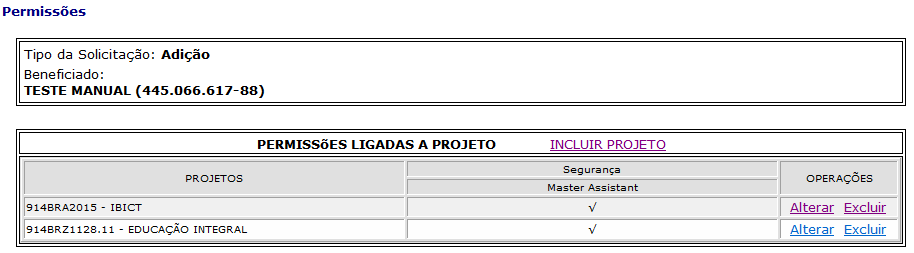 Permissões
Tipo da Solicitação: Adição
Beneficiado:
TESTE MANUAL (445.066.617-88)
PERMISSõES LIGADAS A PROJETO INCLUIR PROJETO
PROJETOS Segurança OPERAÇÕES
Master Assistant
914BRA2015 - IBICT √ Alterar Excluir
914BRZ1128.11 - EDUCAÇÃO INTEGRAL √ Alterar Excluir